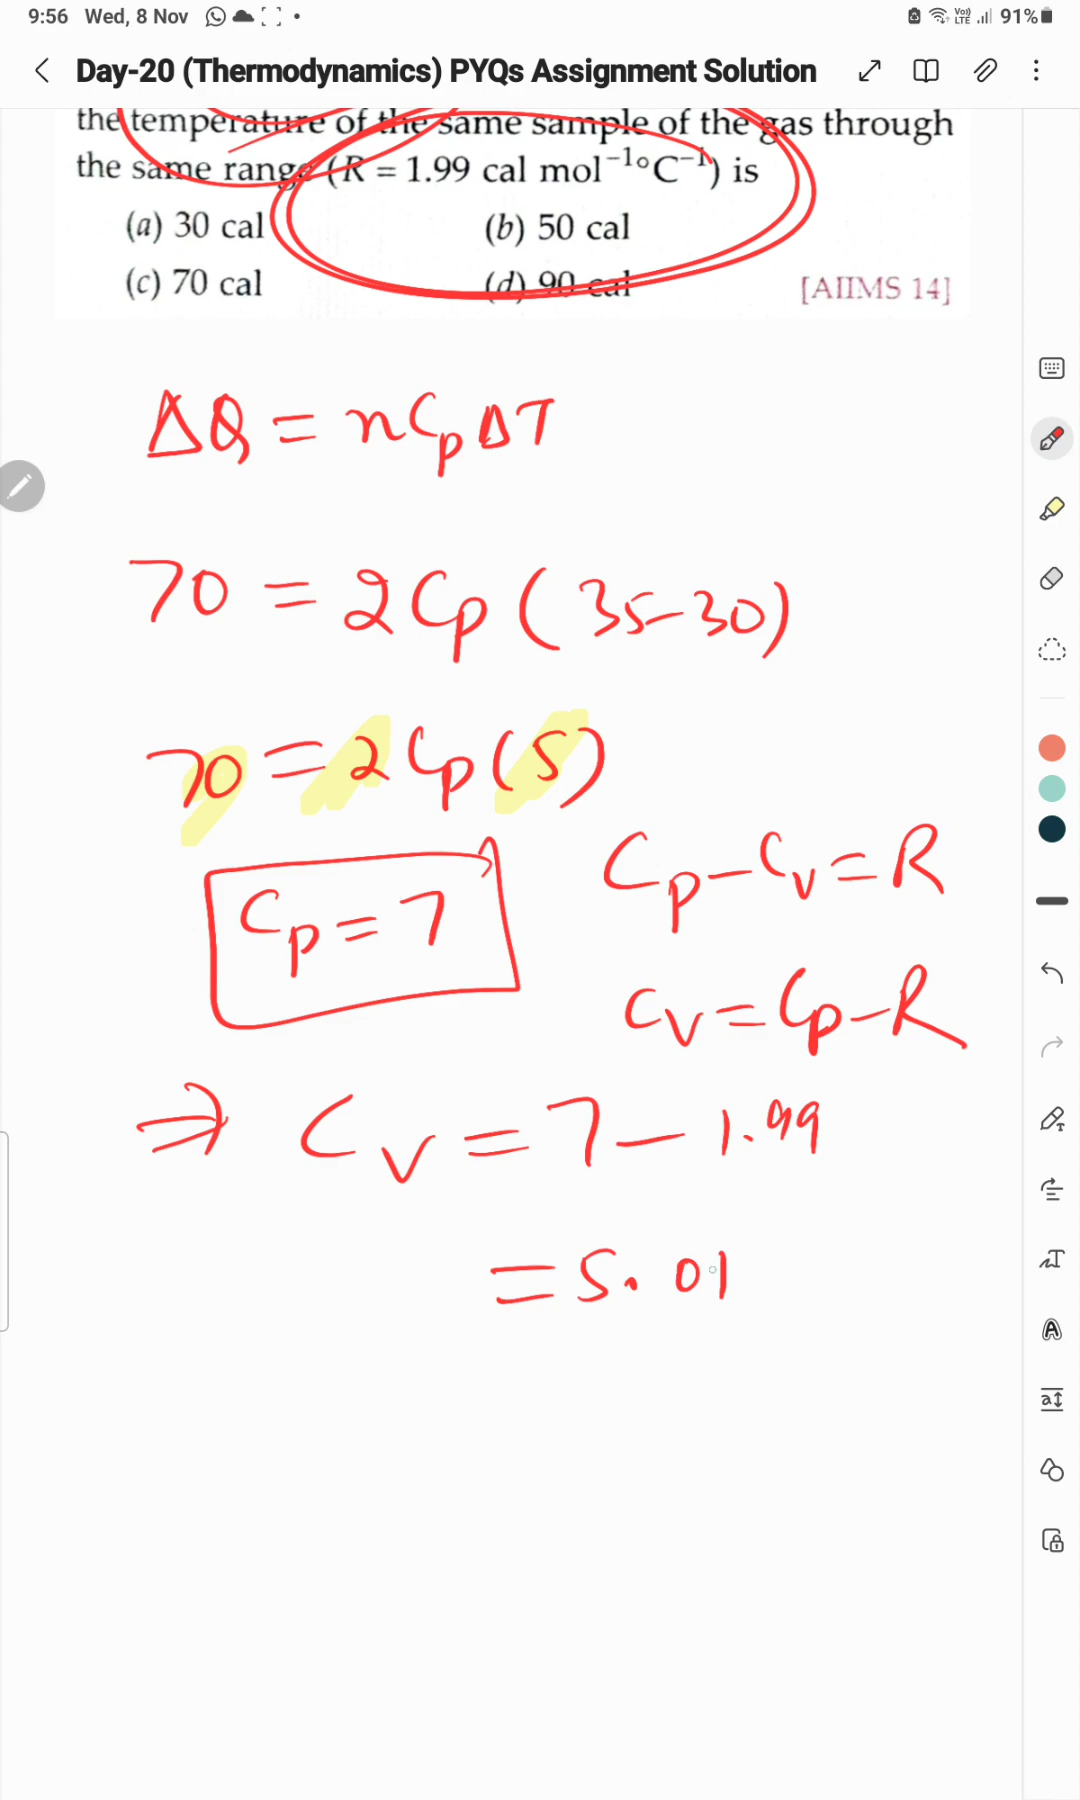 9:56 Wed, 8 Nov
Vo)) LTE 91%
Day-20 (Thermodynamics) PYQs Assignment Solution
the temperature of the same sample of the gas through
the same range (R = 1.99 cal mol⁻¹°C⁻¹) is
(a) 30 cal (b) 50 cal
(c) 70 cal (d) 90 cal [AIIMS 14]
ΔQ = nCpΔT
70 = 2Cp (35-30)
70 = 2Cp(5)
Cp = 7
Cp - Cv = R
Cv = Cp - R
⇒ Cv = 7 - 1.99
= 5.01